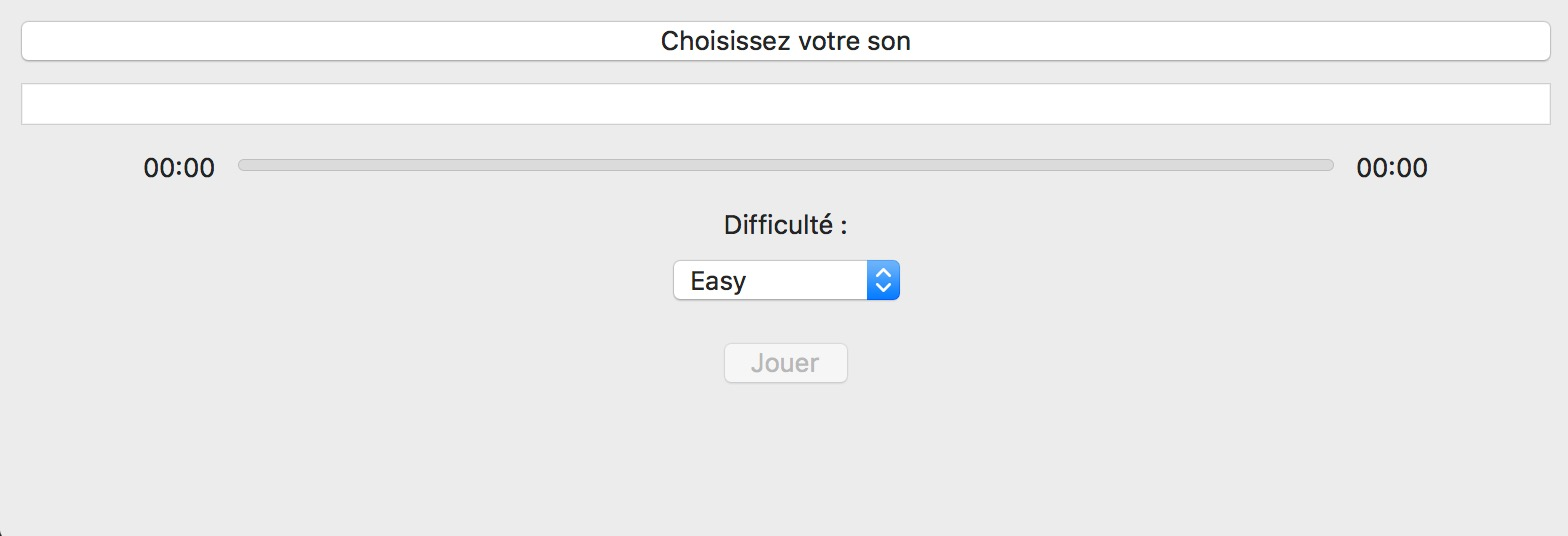 Choisissez votre son
00:00 00:00
Difficulté :
Easy
Jouer